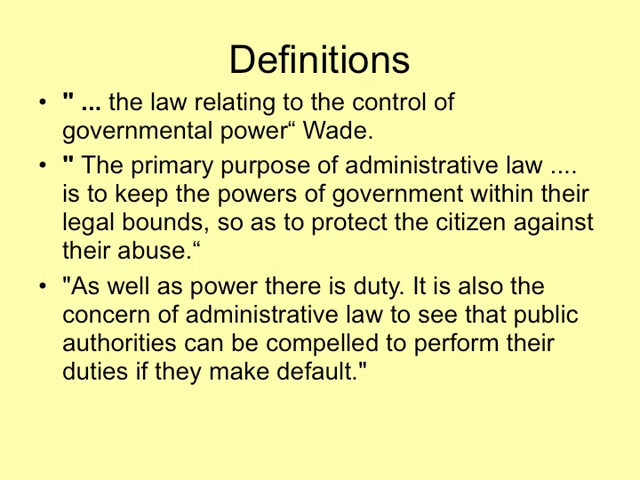 Definitions
• " ... the law relating to the control of
governmental power“ Wade.
• " The primary purpose of administrative law ....
is to keep the powers of government within their
legal bounds, so as to protect the citizen against
their abuse.“
• "As well as power there is duty. It is also the
concern of administrative law to see that public
authorities can be compelled to perform their
duties if they make default."